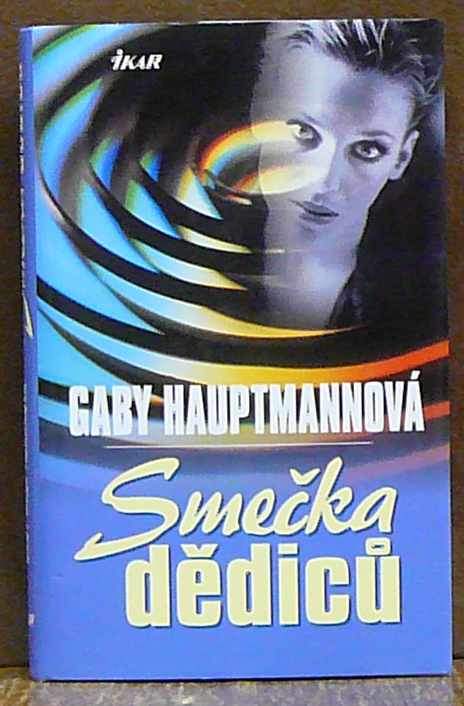 iKAR
GABY HAUPTMANNOVÁ
Smečka
dědiců